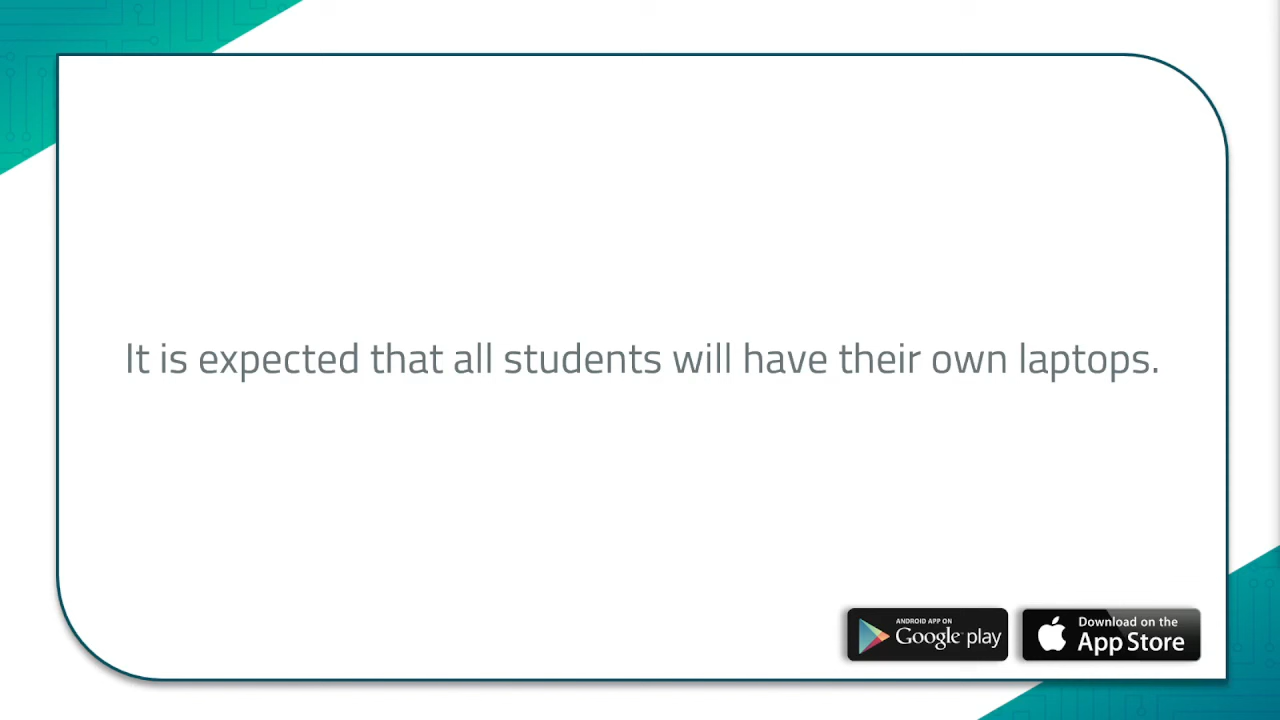 It is expected that all students will have their own laptops.
ANDROID APP ON
Google play
Download on the
App Store